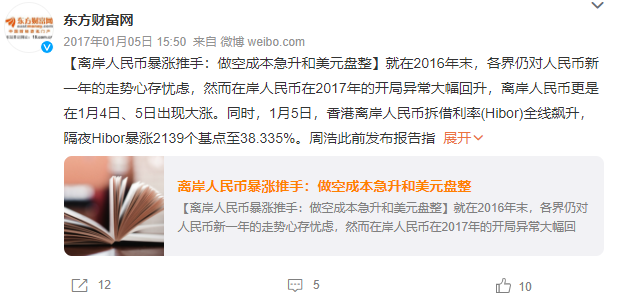 东方财富网
2017年01月05日 15:50 来自 微博 weibo.com
【离岸人民币暴涨推手：做空成本急升和美元盘整】就在2016年末，各界仍对人民币新
一年的走势心存忧虑，然而在岸人民币在2017年的开局异常大幅回升，离岸人民币更是
在1月4日、5日出现大涨。同时，1月5日，香港离岸人民币拆借利率(Hibor)全线飙升，
隔夜Hibor暴涨2139个基点至38.335%。周浩此前发布报告指 展开
离岸人民币暴涨推手：做空成本急升和美元盘整
【离岸人民币暴涨推手：做空成本急升和美元盘整】就在2016年末，各界仍对
人民币新一年的走势心存忧虑，然而在岸人民币在2017年的开局异常大幅回
12 5 10